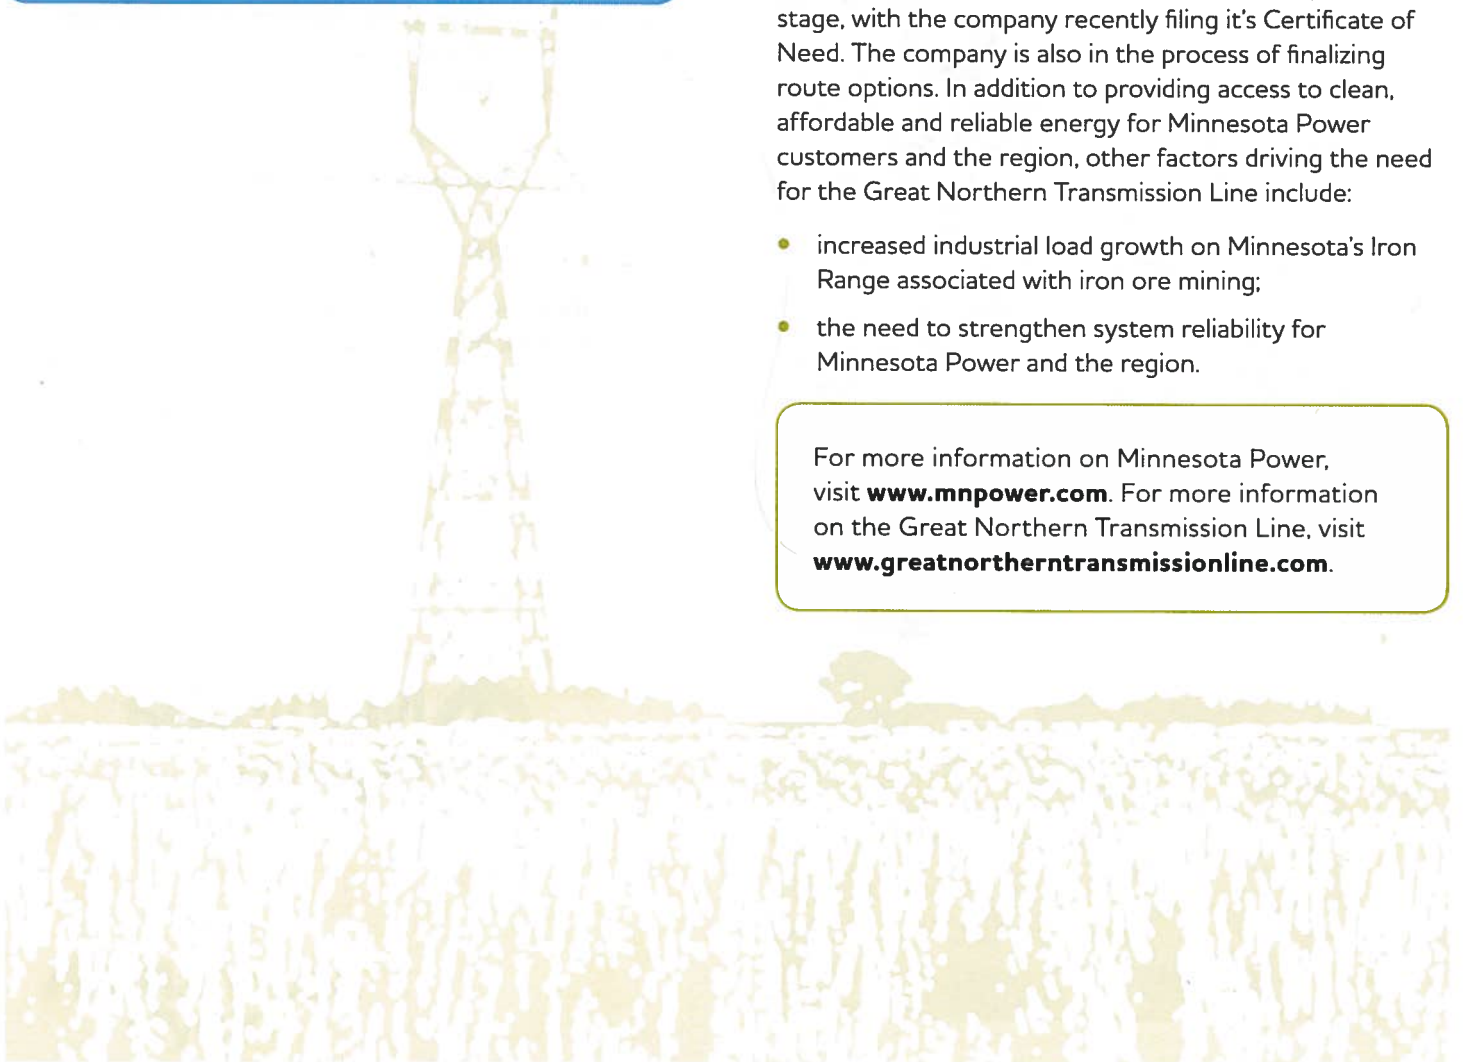 stage, with the company recently filing it's Certificate of
Need. The company is also in the process of finalizing
route options. In addition to providing access to clean,
affordable and reliable energy for Minnesota Power
customers and the region, other factors driving the need
for the Great Northern Transmission Line include:
• increased industrial load growth on Minnesota's Iron
Range associated with iron ore mining;
• the need to strengthen system reliability for
Minnesota Power and the region.
For more information on Minnesota Power,
visit www.mnpower.com. For more information
on the Great Northern Transmission Line, visit
www.greatnortherntransmissionline.com.